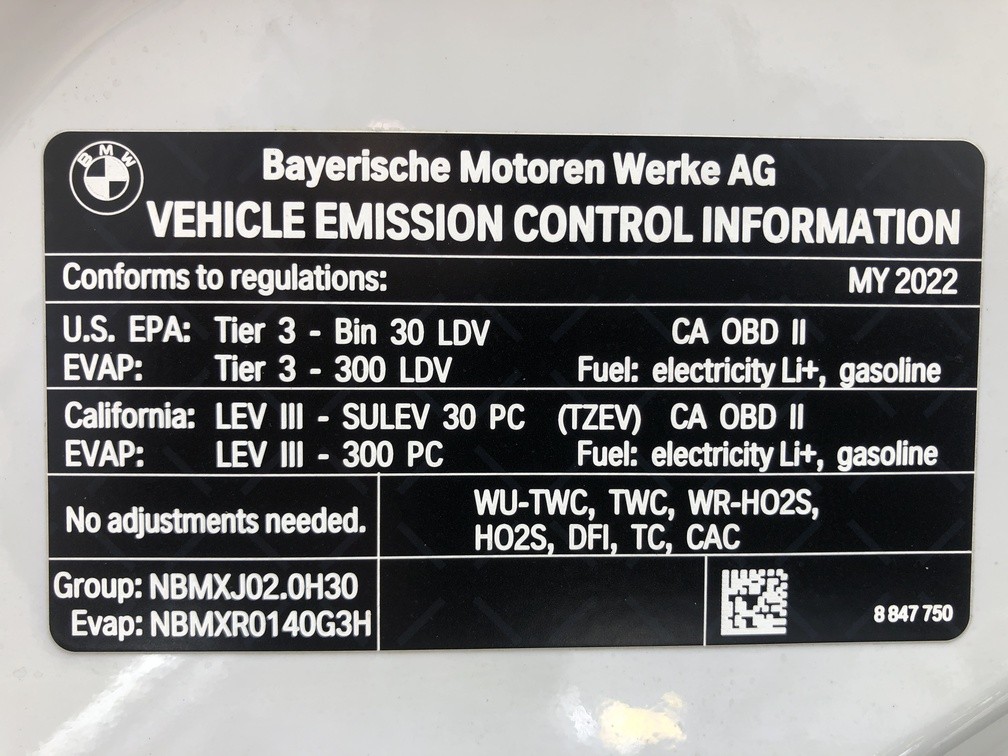 BMW
Bayerische Motoren Werke AG
VEHICLE EMISSION CONTROL INFORMATION
Conforms to regulations: MY 2022
U.S. EPA: Tier 3 - Bin 30 LDV CA OBD II
EVAP: Tier 3 - 300 LDV Fuel: electricity Li+, gasoline
California: LEV III - SULEV 30 PC (TZEV) CA OBD II
EVAP: LEV III - 300 PC Fuel: electricity Li+, gasoline
No adjustments needed.
WU-TWC, TWC, WR-HO2S,
HO2S, DFI, TC, CAC
Group: NBMXJ02.0H30
Evap: NBMXR0140G3H
8 847 750